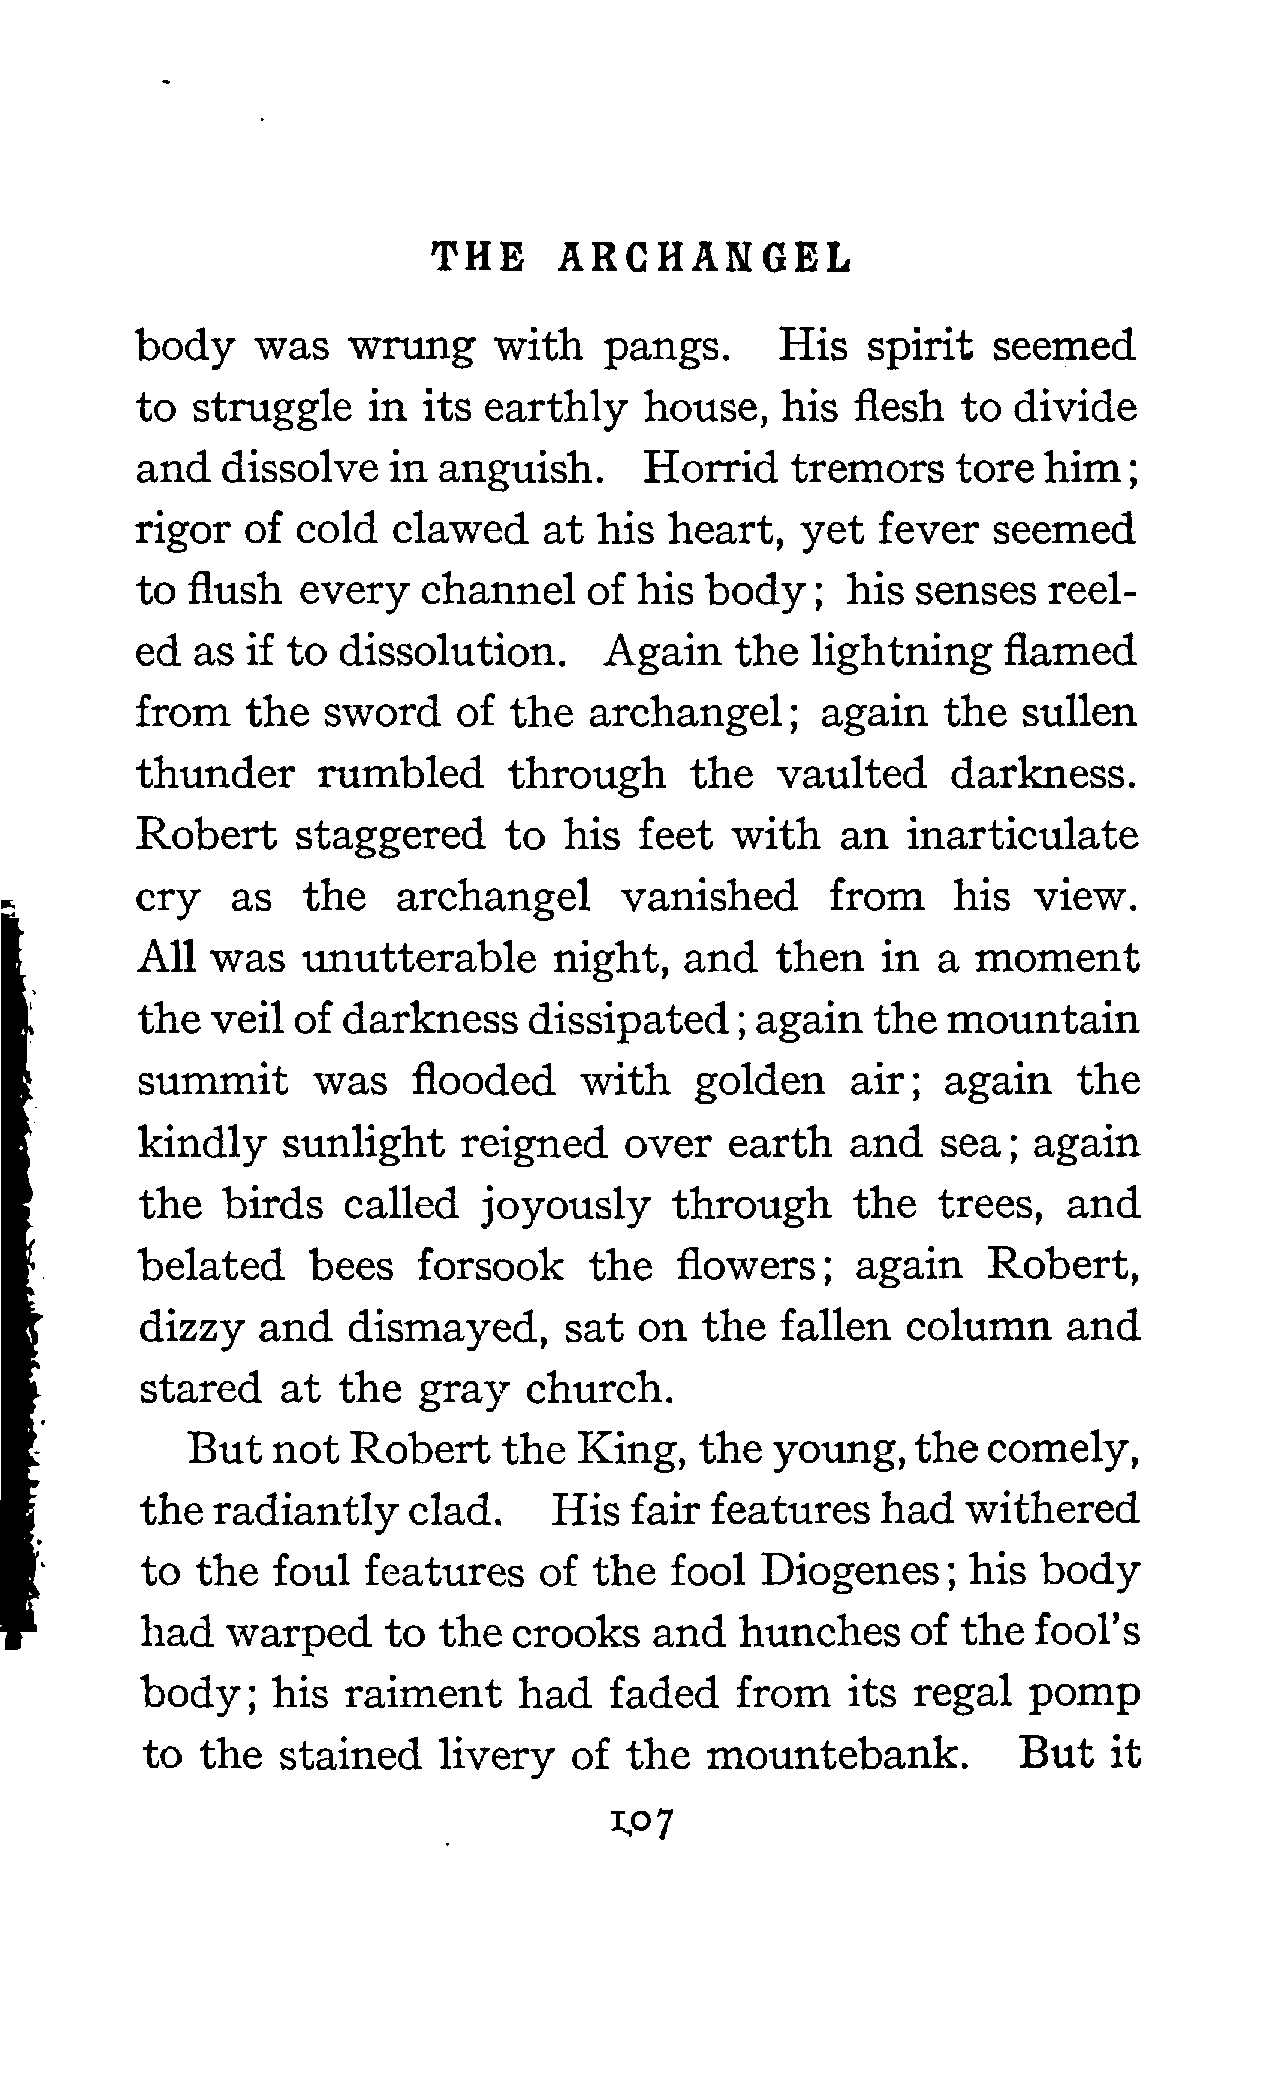 THE ARCHANGEL
body was wrung with pangs. His spirit seemed
to struggle in its earthly house, his flesh to divide
and dissolve in anguish. Horrid tremors tore him;
rigor of cold clawed at his heart, yet fever seemed
to flush every channel of his body; his senses reel-
ed as if to dissolution. Again the lightning flamed
from the sword of the archangel; again the sullen
thunder rumbled through the vaulted darkness.
Robert staggered to his feet with an inarticulate
cry as the archangel vanished from his view.
All was unutterable night, and then in a moment
the veil of darkness dissipated; again the mountain
summit was flooded with golden air; again the
kindly sunlight reigned over earth and sea; again
the birds called joyously through the trees, and
belated bees forsook the flowers; again Robert,
dizzy and dismayed, sat on the fallen column and
stared at the gray church.
But not Robert the King, the young, the comely,
the radiantly clad. His fair features had withered
to the foul features of the fool Diogenes; his body
had warped to the crooks and hunches of the fool's
body; his raiment had faded from its regal pomp
to the stained livery of the mountebank. But it
107